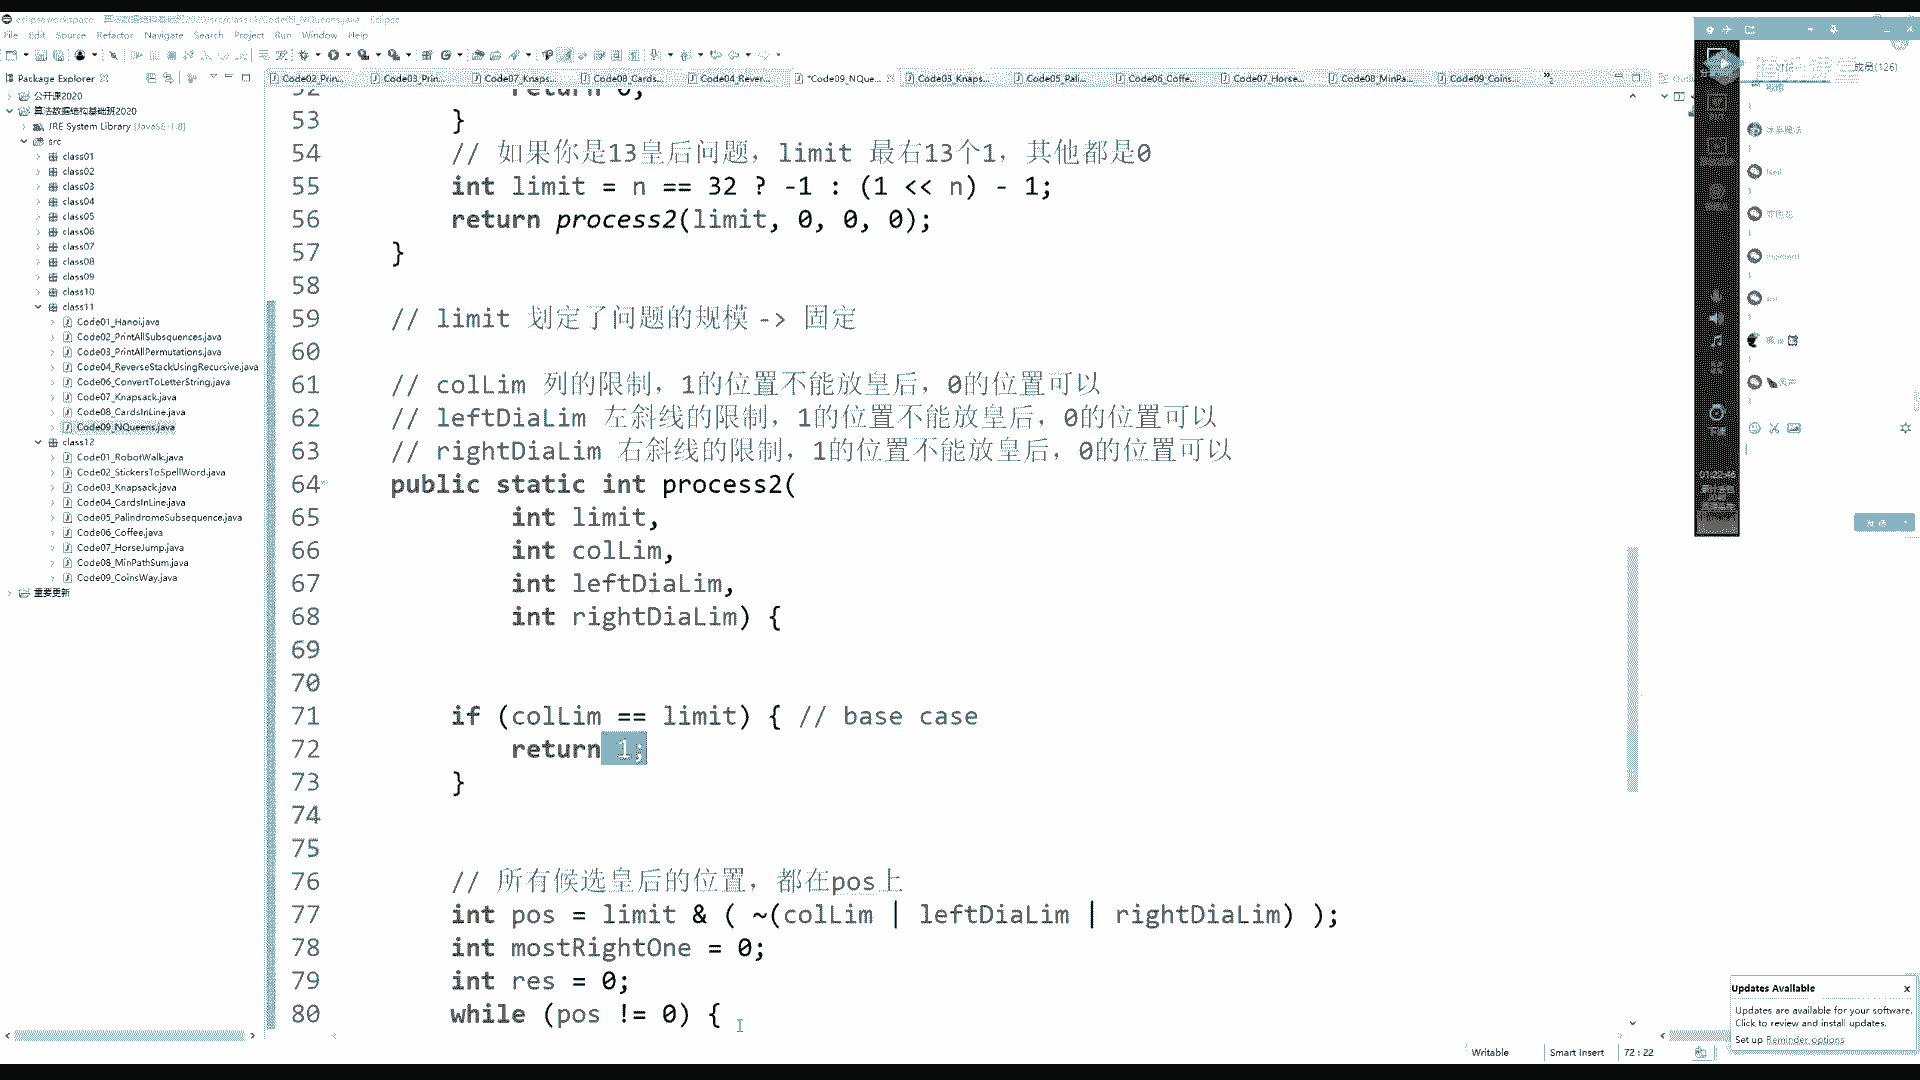 eclipse-workspace - 算法数据结构基础班2020/src/class11/Code09_NQueens.java - Eclipse
File Edit Source Refactor Navigate Search Project Run Window Help
Package Explorer
Code02_Prin...
Code03_Prin...
Code07_Knaps...
Code08_Cards...
Code04_Rever...
*Code09_NQue...
Code03_Knaps...
Code05_Pali...
Code06_Coffe...
Code07_Horse...
Code08_MinPa...
Code09_Coins...
公开课2020
算法数据结构基础班2020
JRE System Library [JavaSE-1.8]
src
class01
class02
class03
class04
class05
class06
class07
class08
class09
class10
class11
Code01_Hanoi.java
Code02_PrintAllSubsquences.java
Code03_PrintAllPermutations.java
Code04_ReverseStackUsingRecursive.java
Code06_ConvertToLetterString.java
Code07_Knapsack.java
Code08_CardsInLine.java
Code09_NQueens.java
class12
Code01_RobotWalk.java
Code02_StickersToSpellWord.java
Code03_Knapsack.java
Code04_CardsInLine.java
Code05_PalindromeSubsequence.java
Code06_Coffee.java
Code07_HorseJump.java
Code08_MinPathSum.java
Code09_CoinsWay.java
重要更新
52 return 0;
53 }
54 // 如果你是13皇后问题，limit 最右13个1，其他都是0
55 int limit = n == 32 ? -1 : (1 << n) - 1;
56 return process2(limit, 0, 0, 0);
57 }
58
59 // limit 划定了问题的规模 -> 固定
60
61 // colLim 列的限制，1的位置不能放皇后，0的位置可以
62 // leftDiaLim 左斜线的限制，1的位置不能放皇后，0的位置可以
63 // rightDiaLim 右斜线的限制，1的位置不能放皇后，0的位置可以
64 public static int process2(
65 int limit,
66 int colLim,
67 int leftDiaLim,
68 int rightDiaLim) {
69
70
71 if (colLim == limit) { // base case
72 return 1;
73 }
74
75
76 // 所有候选皇后的位置，都在pos上
77 int pos = limit & ( ~(colLim | leftDiaLim | rightDiaLim) );
78 int mostRightOne = 0;
79 int res = 0;
80 while (pos != 0) {
成员(126)
01:22:46
发送
Updates Available
Updates are available for your software.
Click to review and install updates.
Set up Reminder options
Writable
Smart Insert
72 : 22